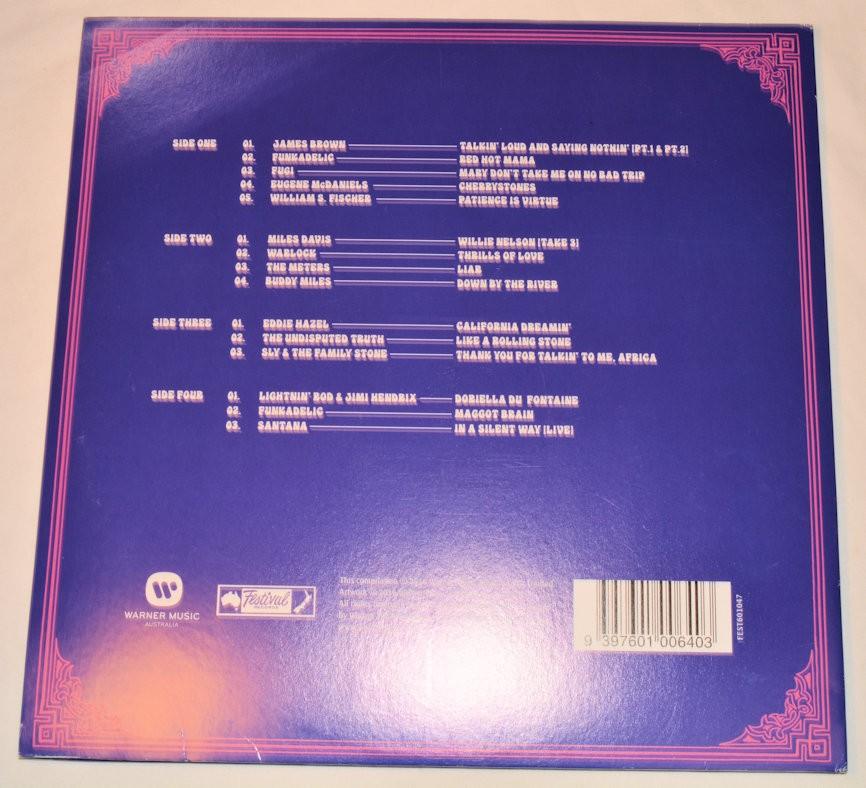 SIDE ONE 01. JAMES BROWN TALKIN' LOUD AND SAYING NOTHIN' [PT.1 & PT.2]
02. FUNKADELIC RED HOT MAMA
03. FUGI MARY DON'T TAKE ME ON NO BAD TRIP
04. EUGENE McDANIELS CHERRYSTONES
05. WILLIAM S. FISCHER PATIENCE IS VIRTUE
SIDE TWO 01. MILES DAVIS WILLIE NELSON [TAKE 3]
02. WARLOCK THRILLS OF LOVE
03. THE METERS LIAR
04. BUDDY MILES DOWN BY THE RIVER
SIDE THREE 01. EDDIE HAZEL CALIFORNIA DREAMIN'
02. THE UNDISPUTED TRUTH LIKE A ROLLING STONE
03. SLY & THE FAMILY STONE THANK YOU FOR TALKIN' TO ME, AFRICA
SIDE FOUR 01. LIGHTNIN' ROD & JIMI HENDRIX DORIELLA DU FONTAINE
02. FUNKADELIC MAGGOT BRAIN
03. SANTANA IN A SILENT WAY [LIVE]
WARNER MUSIC
AUSTRALIA
Festival
RECORDS
This compilation
Artwork
All
by
9 397601 006403
FEST601047